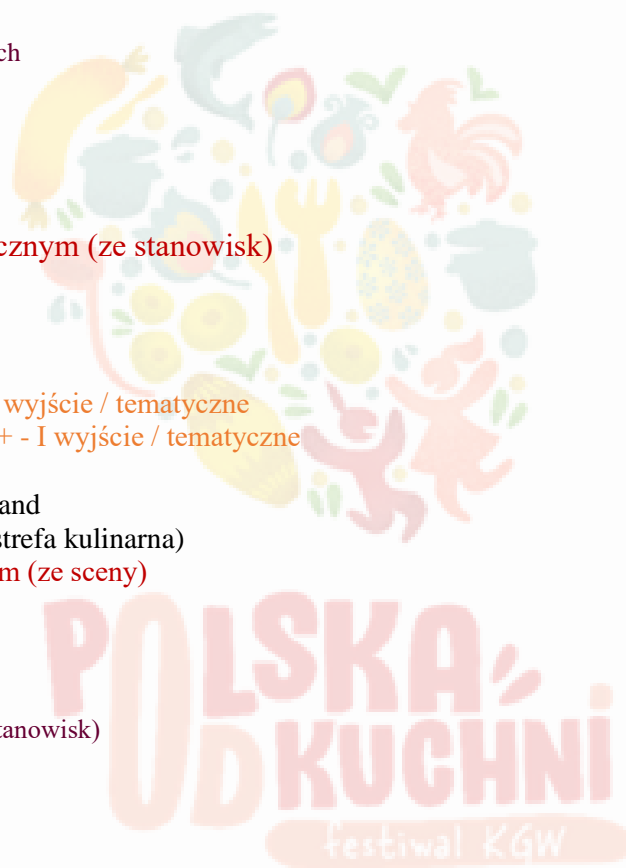 ch
cznym (ze stanowisk)
wyjście / tematyczne
+ - I wyjście / tematyczne
and
strefa kulinarna)
m (ze sceny)
tanowisk)
POLSKA
OD KUCHNI
festiwal KGW